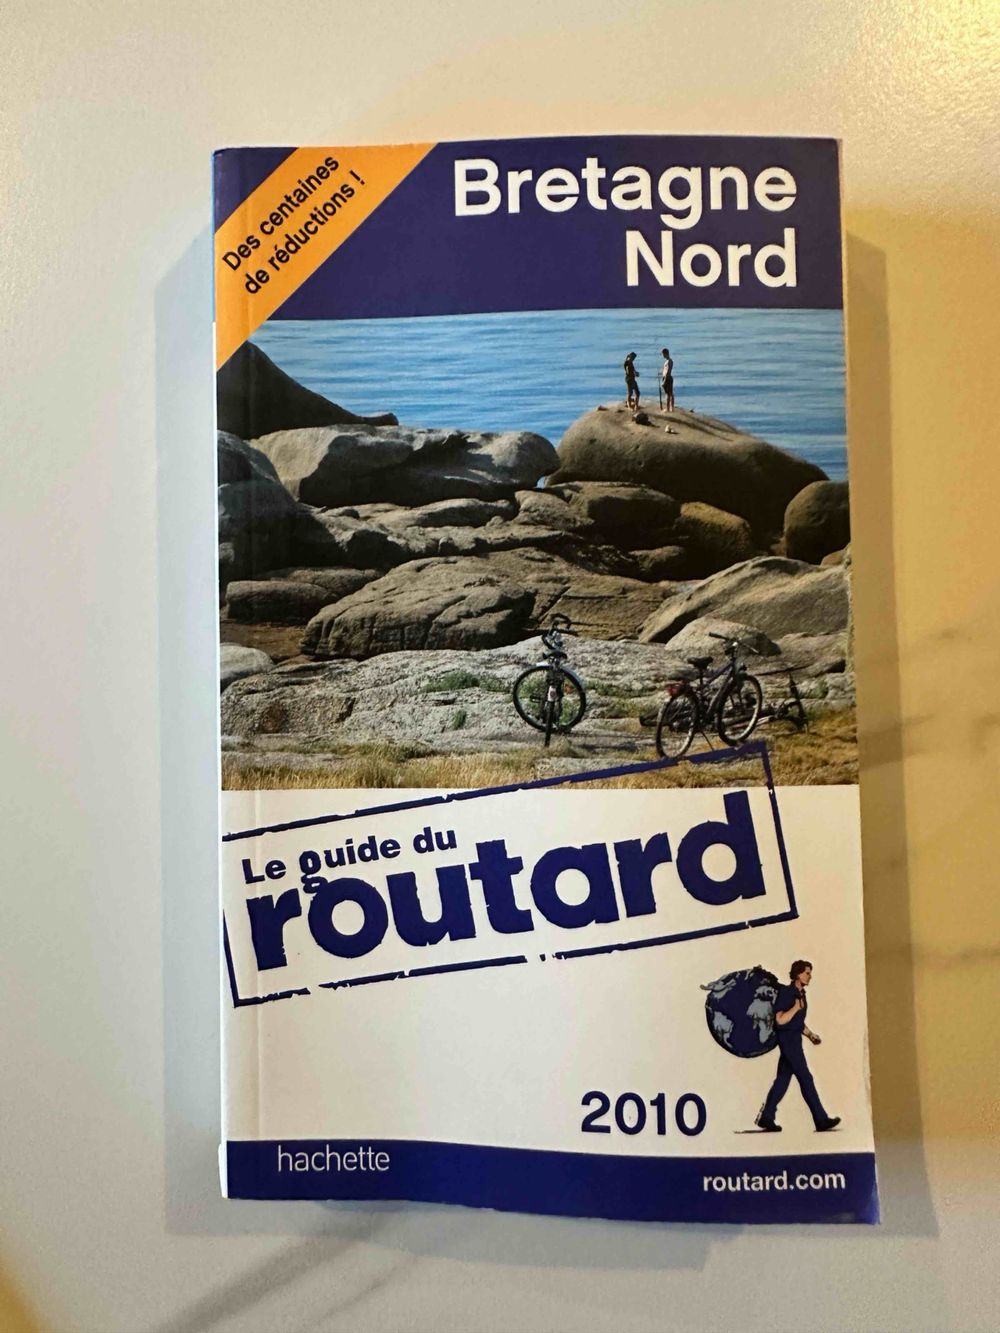 Des centaines
de réductions !
Bretagne
Nord
Le guide du
routard
2010
hachette
routard.com